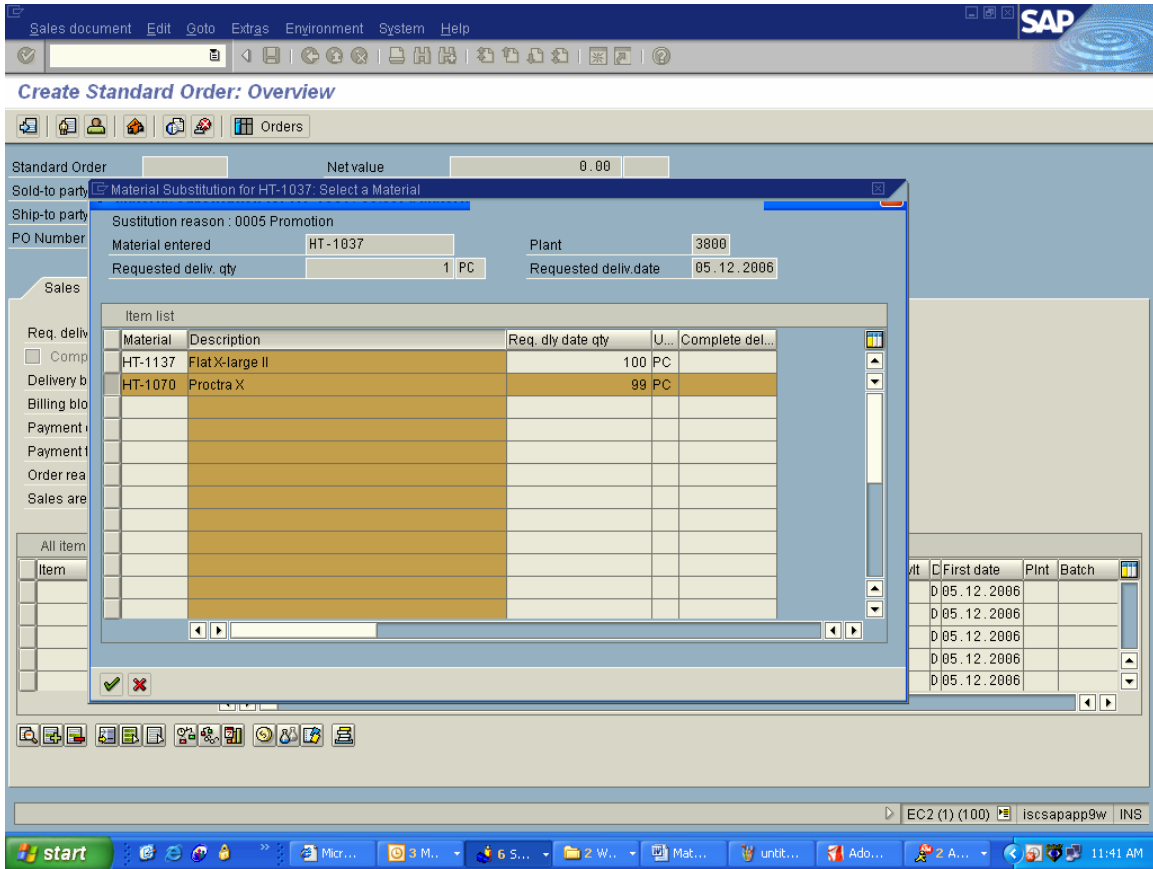 Sales document Edit Goto Extras Environment System Help
SAP
Create Standard Order: Overview
Orders
Standard Order Net value 0.00
Sold-to party
Material Substitution for HT-1037: Select a Material
Ship-to party
Sustitution reason : 0005 Promotion
PO Number
Material entered HT-1037 Plant 3800
Requested deliv. qty 1 PC Requested deliv.date 05.12.2006
Sales
Item list
Req. deliv
Material Description Req. dly date qty U... Complete del...
Comp
HT-1137 Flat X-large II 100 PC
Delivery b
HT-1070 Proctra X 99 PC
Billing blo
Payment
Payment
Order rea
Sales are
All item
Item vlt D First date Plnt Batch
D 05.12.2006
D 05.12.2006
D 05.12.2006
D 05.12.2006
D 05.12.2006
EC2 (1) (100) iscsapapp9w INS
start Micr... 3 M.. 6 S... 2 W.. Mat... untit... Ado... 2 A... 11:41 AM